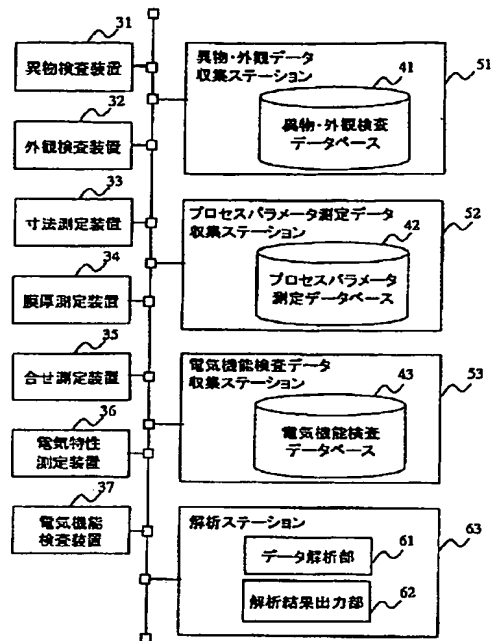 31
異物検査装置
32
外観検査装置
33
寸法測定装置
34
膜厚測定装置
35
合せ測定装置
36
電気特性
測定装置
37
電気機能
検査装置
異物・外観データ
収集ステーション
41
51
異物・外観検査
データベース
プロセスパラメータ測定データ
収集ステーション
52
42
プロセスパラメータ
測定データベース
電気機能検査データ
収集ステーション
43
53
電気機能検査
データベース
解析ステーション
61
63
データ解析部
62
解析結果出力部